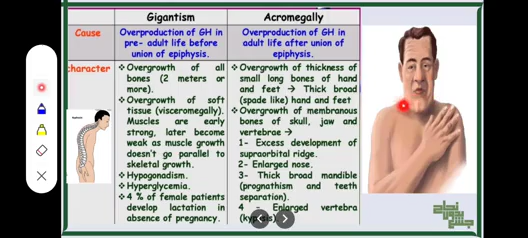 Gigantism
Acromegally
Cause
Overproduction of GH in
pre- adult life before
union of epiphysis.
Overproduction of GH in
adult life after union of
epiphysis.
character
❖ Overgrowth of all
bones (2 meters or
more).
❖ Overgrowth of soft
tissue (visceromegally).
Muscles are early
strong, later become
weak as muscle growth
doesn't go parallel to
skeletal growth.
❖ Hypogonadism.
❖ Hyperglycemia.
❖ 4 % of female patients
develop lactation in
absence of pregnancy.
❖ Overgrowth of thickness of
small long bones of hand
and feet → Thick broad
(spade like) hand and feet
❖ Overgrowth of membranous
bones of skull, jaw and
vertebrae →
1- Excess development of
supraorbital ridge.
2- Enlarged nose.
3- Thick broad mandible
(prognathism and teeth
separation).
4 - Enlarged vertebra